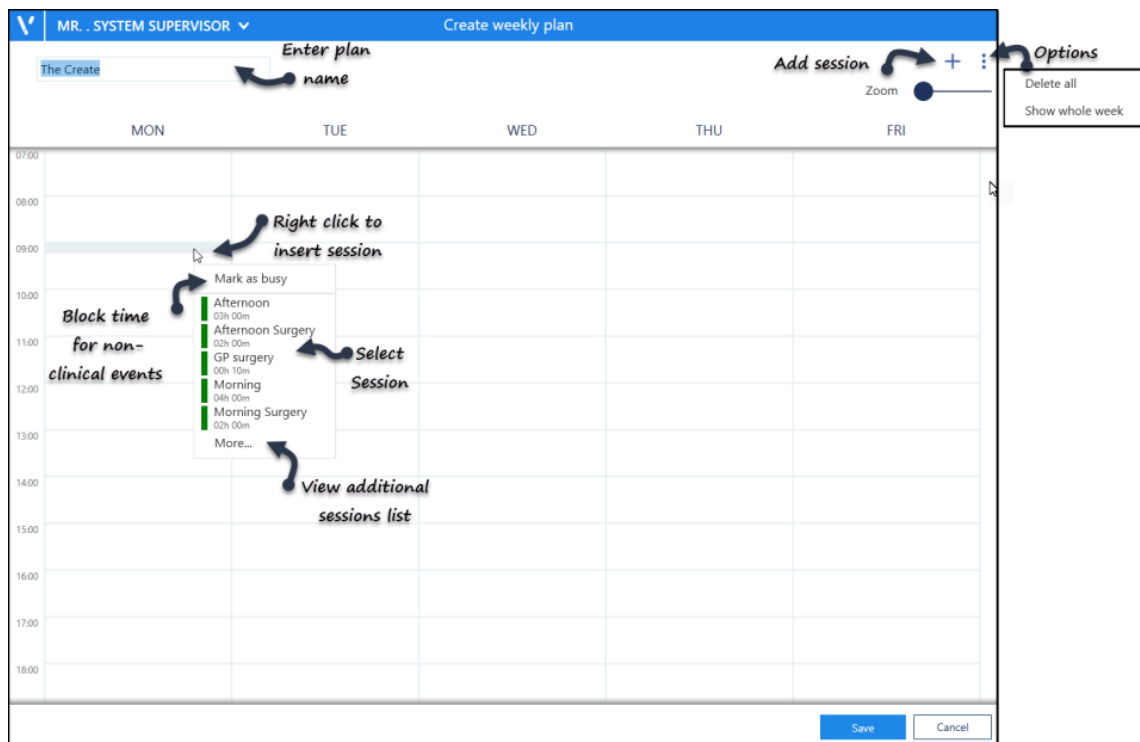 MR. . SYSTEM SUPERVISOR
Create weekly plan
Enter plan
name
The Create
Add session
Options
Zoom
Delete all
Show whole week
MON
TUE
WED
THU
FRI
07:00
08:00
09:00
Right click to
insert session
Mark as busy
10:00
Block time
for non-
clinical events
Afternoon
03h 00m
Afternoon Surgery
02h 00m
11:00
GP surgery
00h 10m
Select
Session
Morning
04h 00m
12:00
Morning Surgery
02h 00m
13:00
More...
14:00
View additional
sessions list
15:00
16:00
17:00
18:00
Save
Cancel